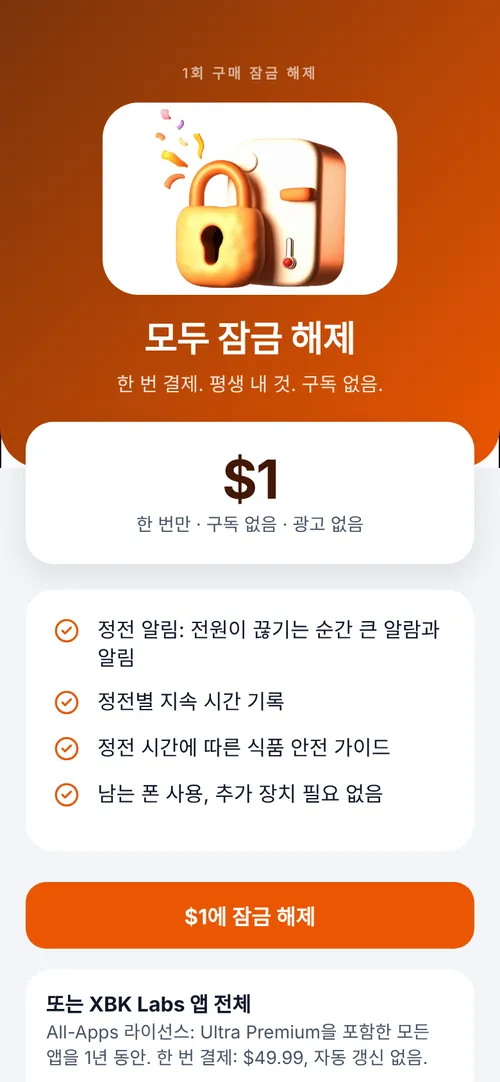 1회 구매 잠금 해제
모두 잠금 해제
한 번 결제. 평생 내 것. 구독 없음.
$1
한 번만 · 구독 없음 · 광고 없음
정전 알림: 전원이 끊기는 순간 큰 알람과
알림
정전별 지속 시간 기록
정전 시간에 따른 식품 안전 가이드
남는 폰 사용, 추가 장치 필요 없음
$1에 잠금 해제
또는 XBK Labs 앱 전체
All-Apps 라이선스: Ultra Premium을 포함한 모든
앱을 1년 동안. 한 번 결제: $49.99, 자동 갱신 없음.